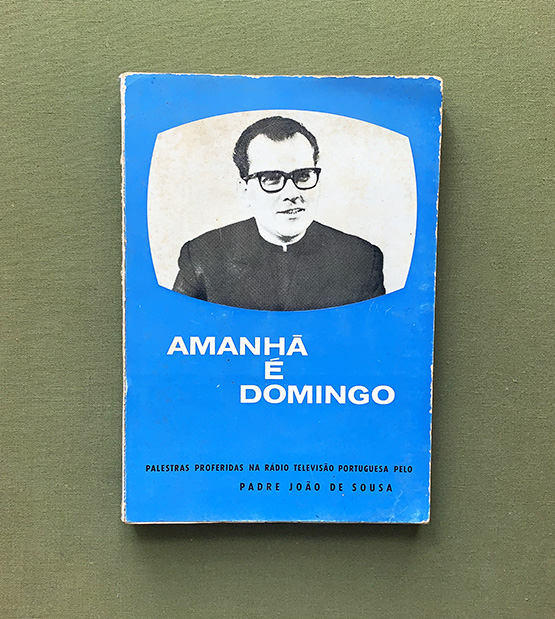 AMANHÃ
É
DOMINGO
PALESTRAS PROFERIDAS NA RÁDIO TELEVISÃO PORTUGUESA PELO
PADRE JOÃO DE SOUSA